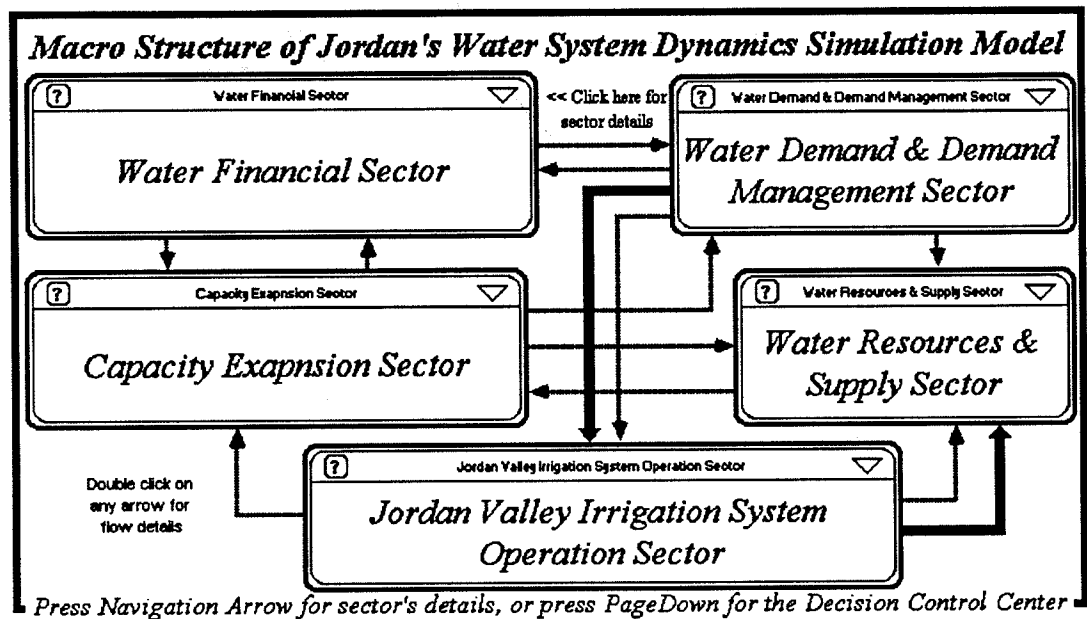 Macro Structure of Jordan's Water System Dynamics Simulation Model
? Water Financial Sector
Water Financial Sector
<< Click here for
sector details
? Water Demand & Demand Management Sector
Water Demand & Demand
Management Sector
? Capacity Exapnsion Sector
Capacity Exapnsion Sector
? Water Resources & Supply Sector
Water Resources &
Supply Sector
Double click on
any arrow for
flow details
? Jordan Valley Irrigation System Operation Sector
Jordan Valley Irrigation System
Operation Sector
Press Navigation Arrow for sector's details, or press PageDown for the Decision Control Center